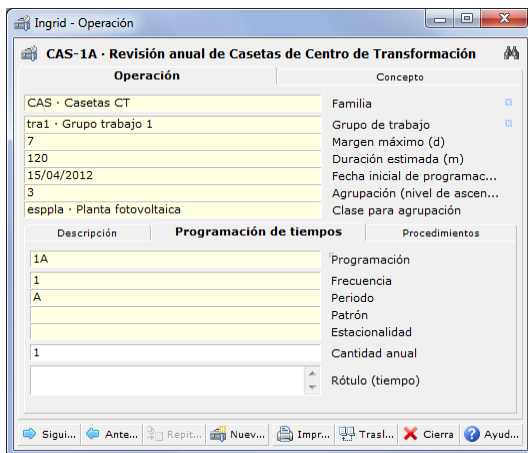 Ingrid - Operación
CAS-1A · Revisión anual de Casetas de Centro de Transformación
Operación Concepto
CAS · Casetas CT Familia
tra1 · Grupo trabajo 1 Grupo de trabajo
7 Margen máximo (d)
120 Duración estimada (m)
15/04/2012 Fecha inicial de programac...
3 Agrupación (nivel de ascen...
esppla · Planta fotovoltaica Clase para agrupación
Descripción Programación de tiempos Procedimientos
1A Programación
1 Frecuencia
A Periodo
Patrón
Estacionalidad
1 Cantidad anual
Rótulo (tiempo)
Sigui... Ante... Repit... Nuev... Impr... Trasl... Cierra Ayud...